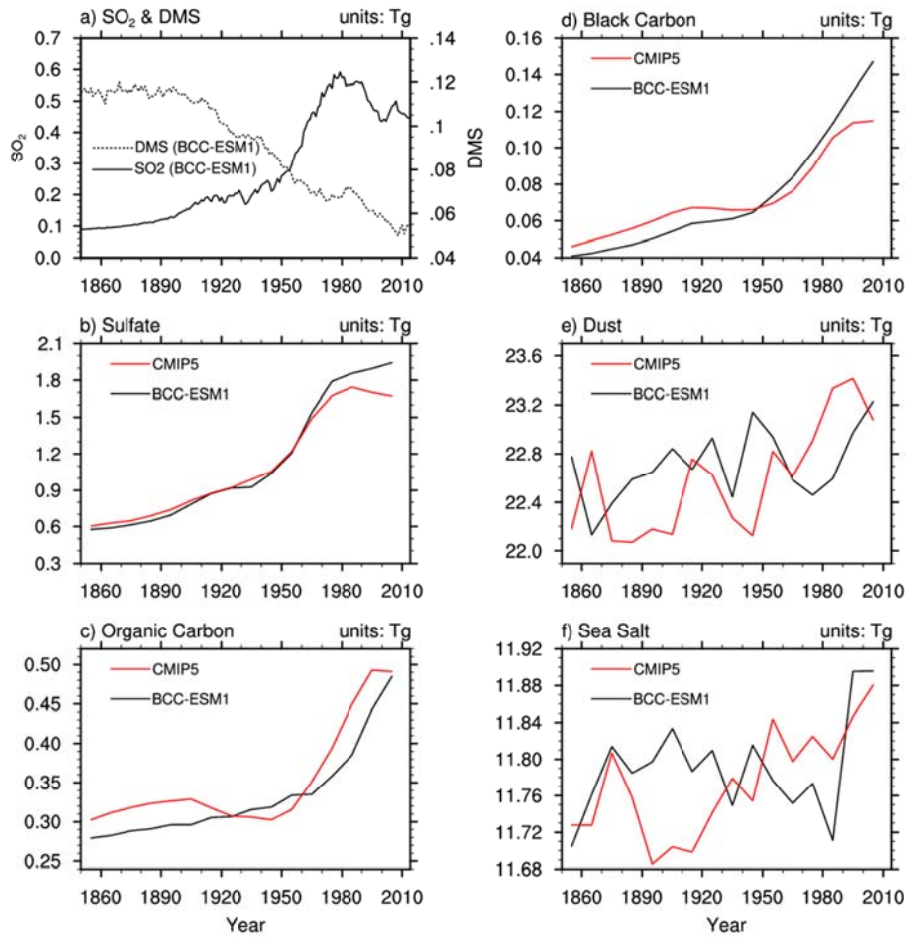 a) SO2 & DMS units: Tg
0.7
0.6
0.5
0.4
0.3
0.2
0.1
0.0
SO2
.14
.12
.1
.08
.06
.04
DMS
DMS (BCC-ESM1)
SO2 (BCC-ESM1)
1860 1890 1920 1950 1980 2010
b) Sulfate units: Tg
2.1
1.8
1.5
1.2
0.9
0.6
0.3
CMIP5
BCC-ESM1
1860 1890 1920 1950 1980 2010
c) Organic Carbon units: Tg
0.50
0.45
0.40
0.35
0.30
0.25
CMIP5
BCC-ESM1
1860 1890 1920 1950 1980 2010
Year
d) Black Carbon units: Tg
0.16
0.14
0.12
0.10
0.08
0.06
0.04
CMIP5
BCC-ESM1
1860 1890 1920 1950 1980 2010
e) Dust units: Tg
23.6
23.2
22.8
22.4
22.0
CMIP5
BCC-ESM1
1860 1890 1920 1950 1980 2010
f) Sea Salt units: Tg
11.92
11.88
11.84
11.80
11.76
11.72
11.68
CMIP5
BCC-ESM1
1860 1890 1920 1950 1980 2010
Year